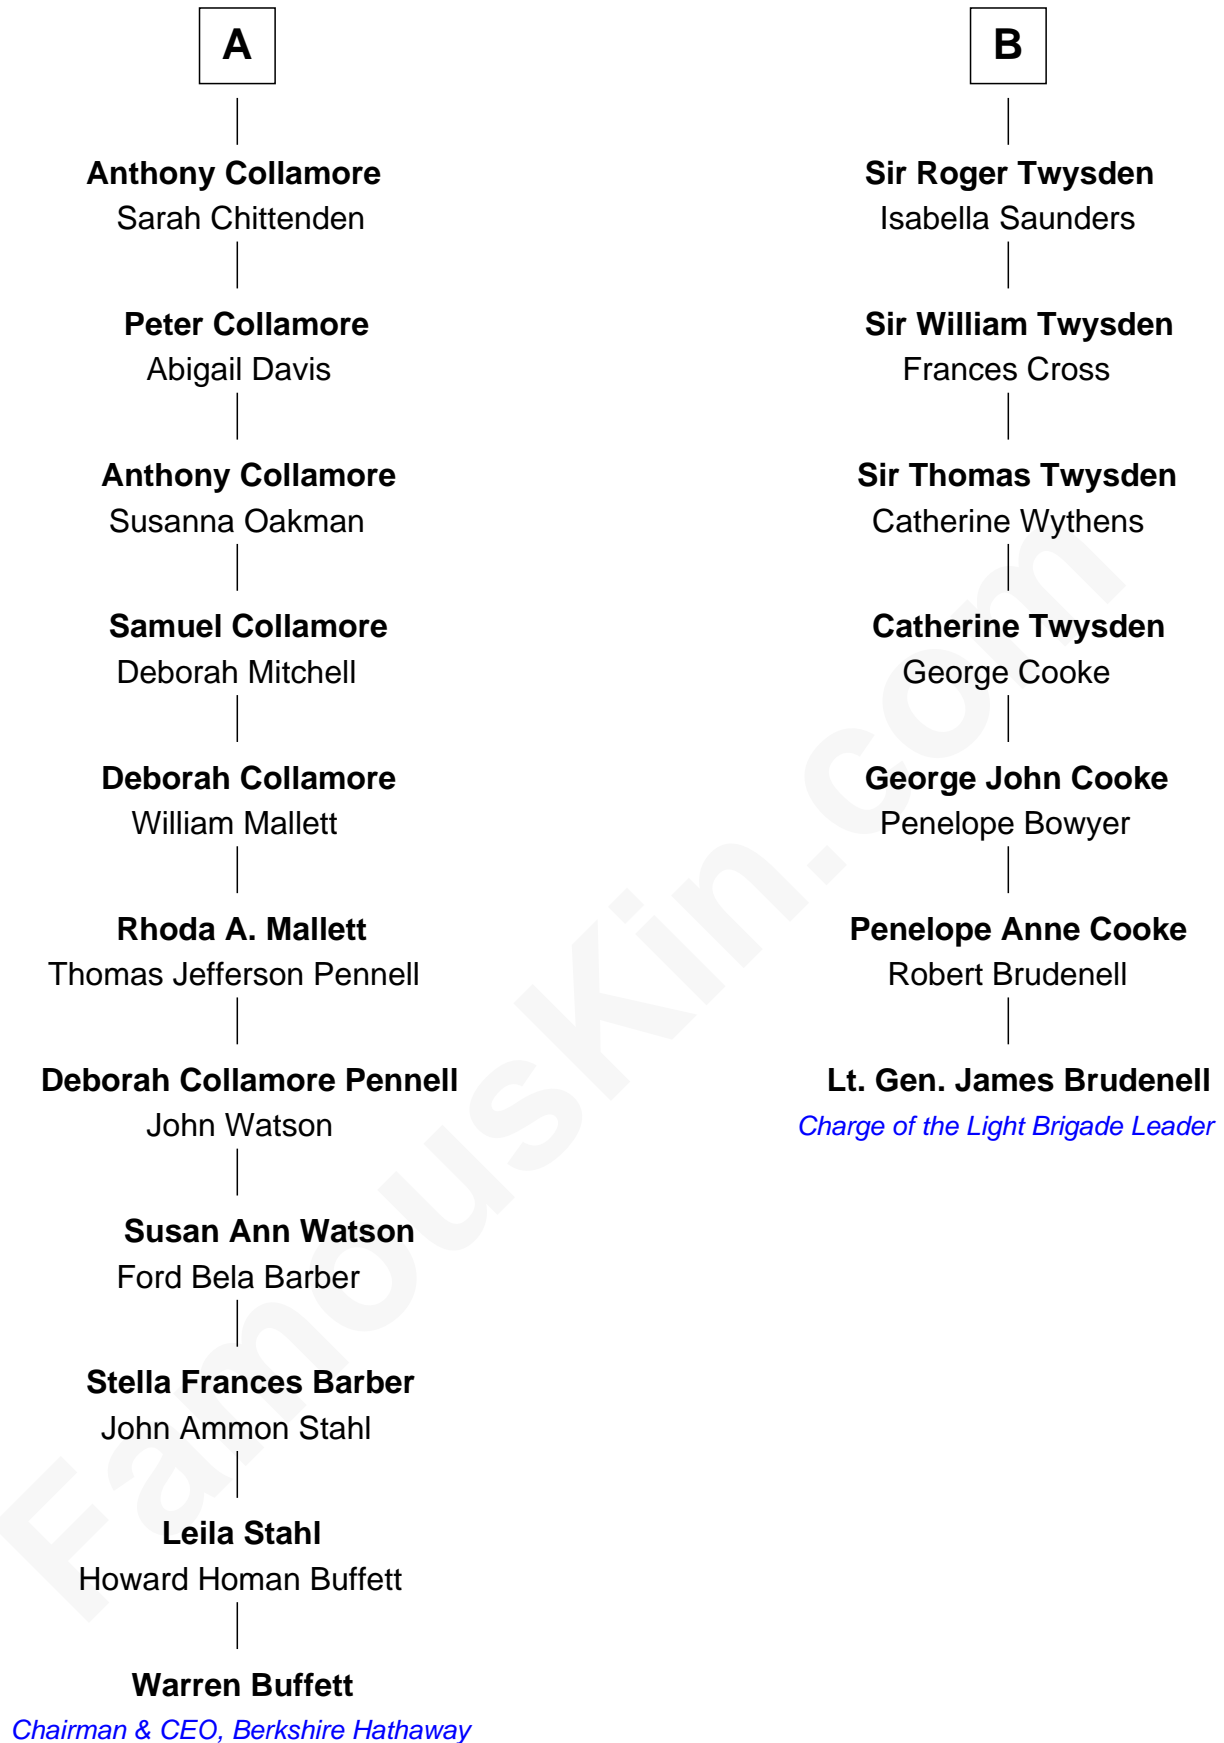 A
Anthony Collamore
Sarah Chittenden
Peter Collamore
Abigail Davis
Anthony Collamore
Susanna Oakman
Samuel Collamore
Deborah Mitchell
Deborah Collamore
William Mallett
Rhoda A. Mallett
Thomas Jefferson Pennell
Deborah Collamore Pennell
John Watson
Susan Ann Watson
Ford Bela Barber
Stella Frances Barber
John Ammon Stahl
Leila Stahl
Howard Homan Buffett
Warren Buffett
Chairman & CEO, Berkshire Hathaway
B
Sir Roger Twysden
Isabella Saunders
Sir William Twysden
Frances Cross
Sir Thomas Twysden
Catherine Wythens
Catherine Twysden
George Cooke
George John Cooke
Penelope Bowyer
Penelope Anne Cooke
Robert Brudenell
Lt. Gen. James Brudenell
Charge of the Light Brigade Leader
FamousKin.com